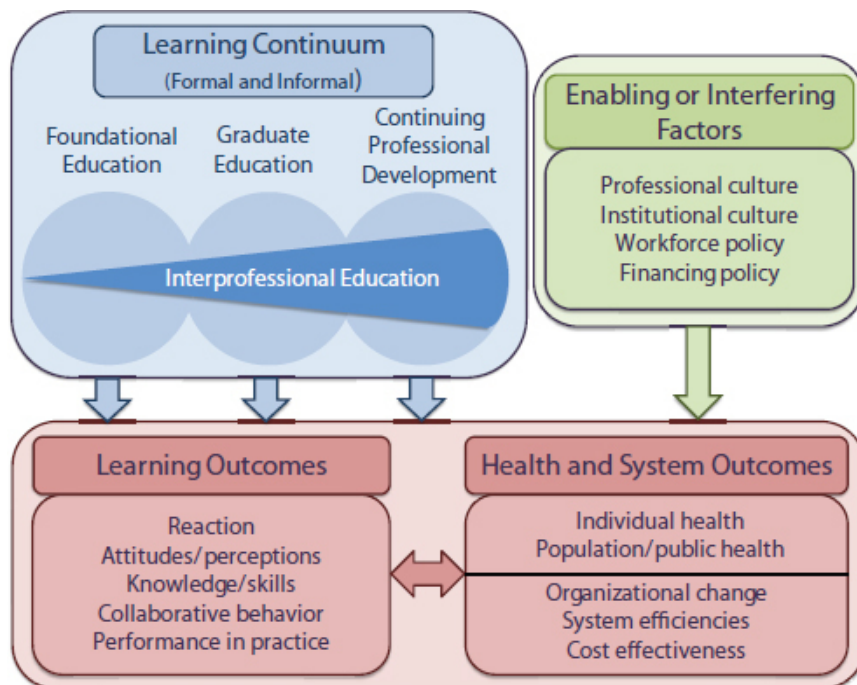 Learning Continuum
(Formal and Informal)
Foundational
Education
Graduate
Education
Continuing
Professional
Development
Interprofessional Education
Enabling or Interfering
Factors
Professional culture
Institutional culture
Workforce policy
Financing policy
Learning Outcomes
Reaction
Attitudes/perceptions
Knowledge/skills
Collaborative behavior
Performance in practice
Health and System Outcomes
Individual health
Population/public health
Organizational change
System efficiencies
Cost effectiveness